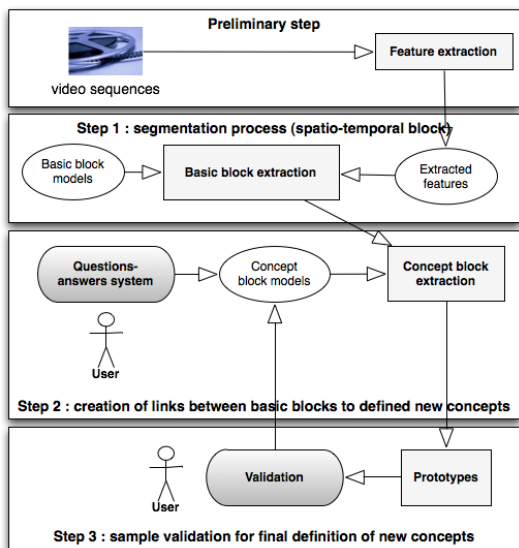 Preliminary step
Feature extraction
video sequences
Step 1 : segmentation process (spatio-temporal block)
Basic block
models
Basic block extraction
Extracted
features
Questions-
answers system
Concept
block models
Concept block
extraction
User
Step 2 : creation of links between basic blocks to defined new concepts
Validation
Prototypes
User
Step 3 : sample validation for final definition of new concepts